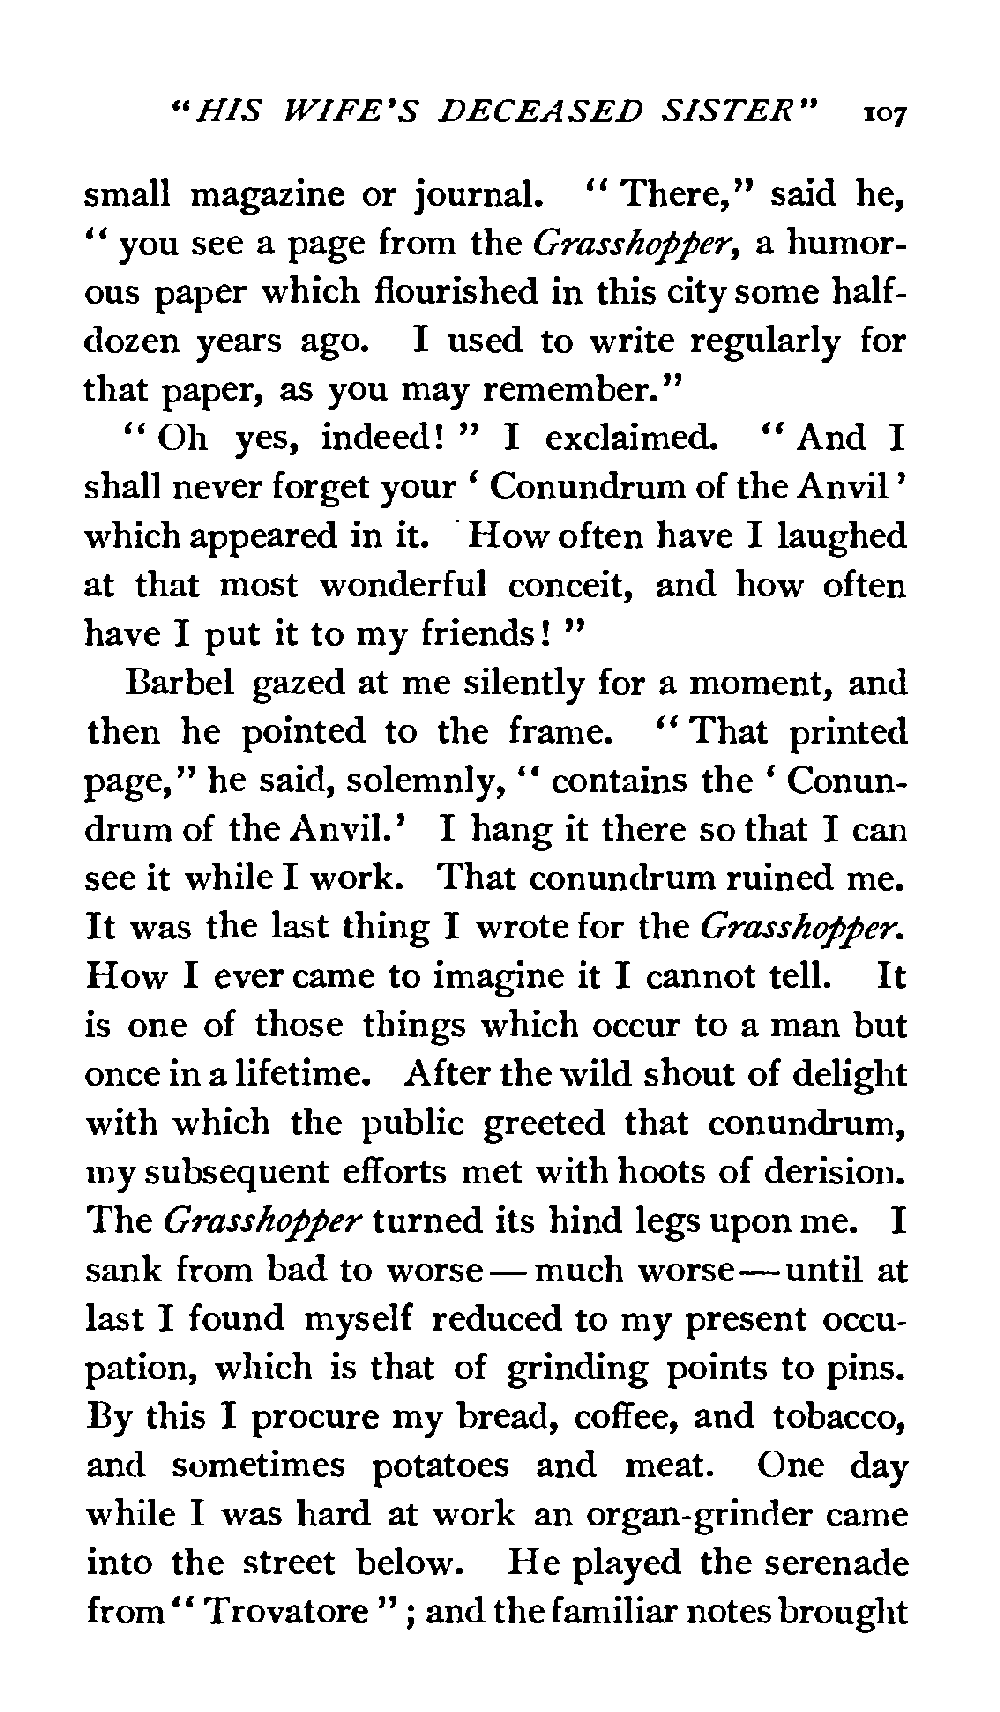 "HIS WIFE'S DECEASED SISTER" 107
small magazine or journal. "There," said he,
"you see a page from the Grasshopper, a humor-
ous paper which flourished in this city some half-
dozen years ago. I used to write regularly for
that paper, as you may remember."
"Oh yes, indeed!" I exclaimed. "And I
shall never forget your 'Conundrum of the Anvil'
which appeared in it. How often have I laughed
at that most wonderful conceit, and how often
have I put it to my friends!"
Barbel gazed at me silently for a moment, and
then he pointed to the frame. "That printed
page," he said, solemnly, "contains the 'Conun-
drum of the Anvil.' I hang it there so that I can
see it while I work. That conundrum ruined me.
It was the last thing I wrote for the Grasshopper.
How I ever came to imagine it I cannot tell. It
is one of those things which occur to a man but
once in a lifetime. After the wild shout of delight
with which the public greeted that conundrum,
my subsequent efforts met with hoots of derision.
The Grasshopper turned its hind legs upon me. I
sank from bad to worse—much worse—until at
last I found myself reduced to my present occu-
pation, which is that of grinding points to pins.
By this I procure my bread, coffee, and tobacco,
and sometimes potatoes and meat. One day
while I was hard at work an organ-grinder came
into the street below. He played the serenade
from "Trovatore"; and the familiar notes brought